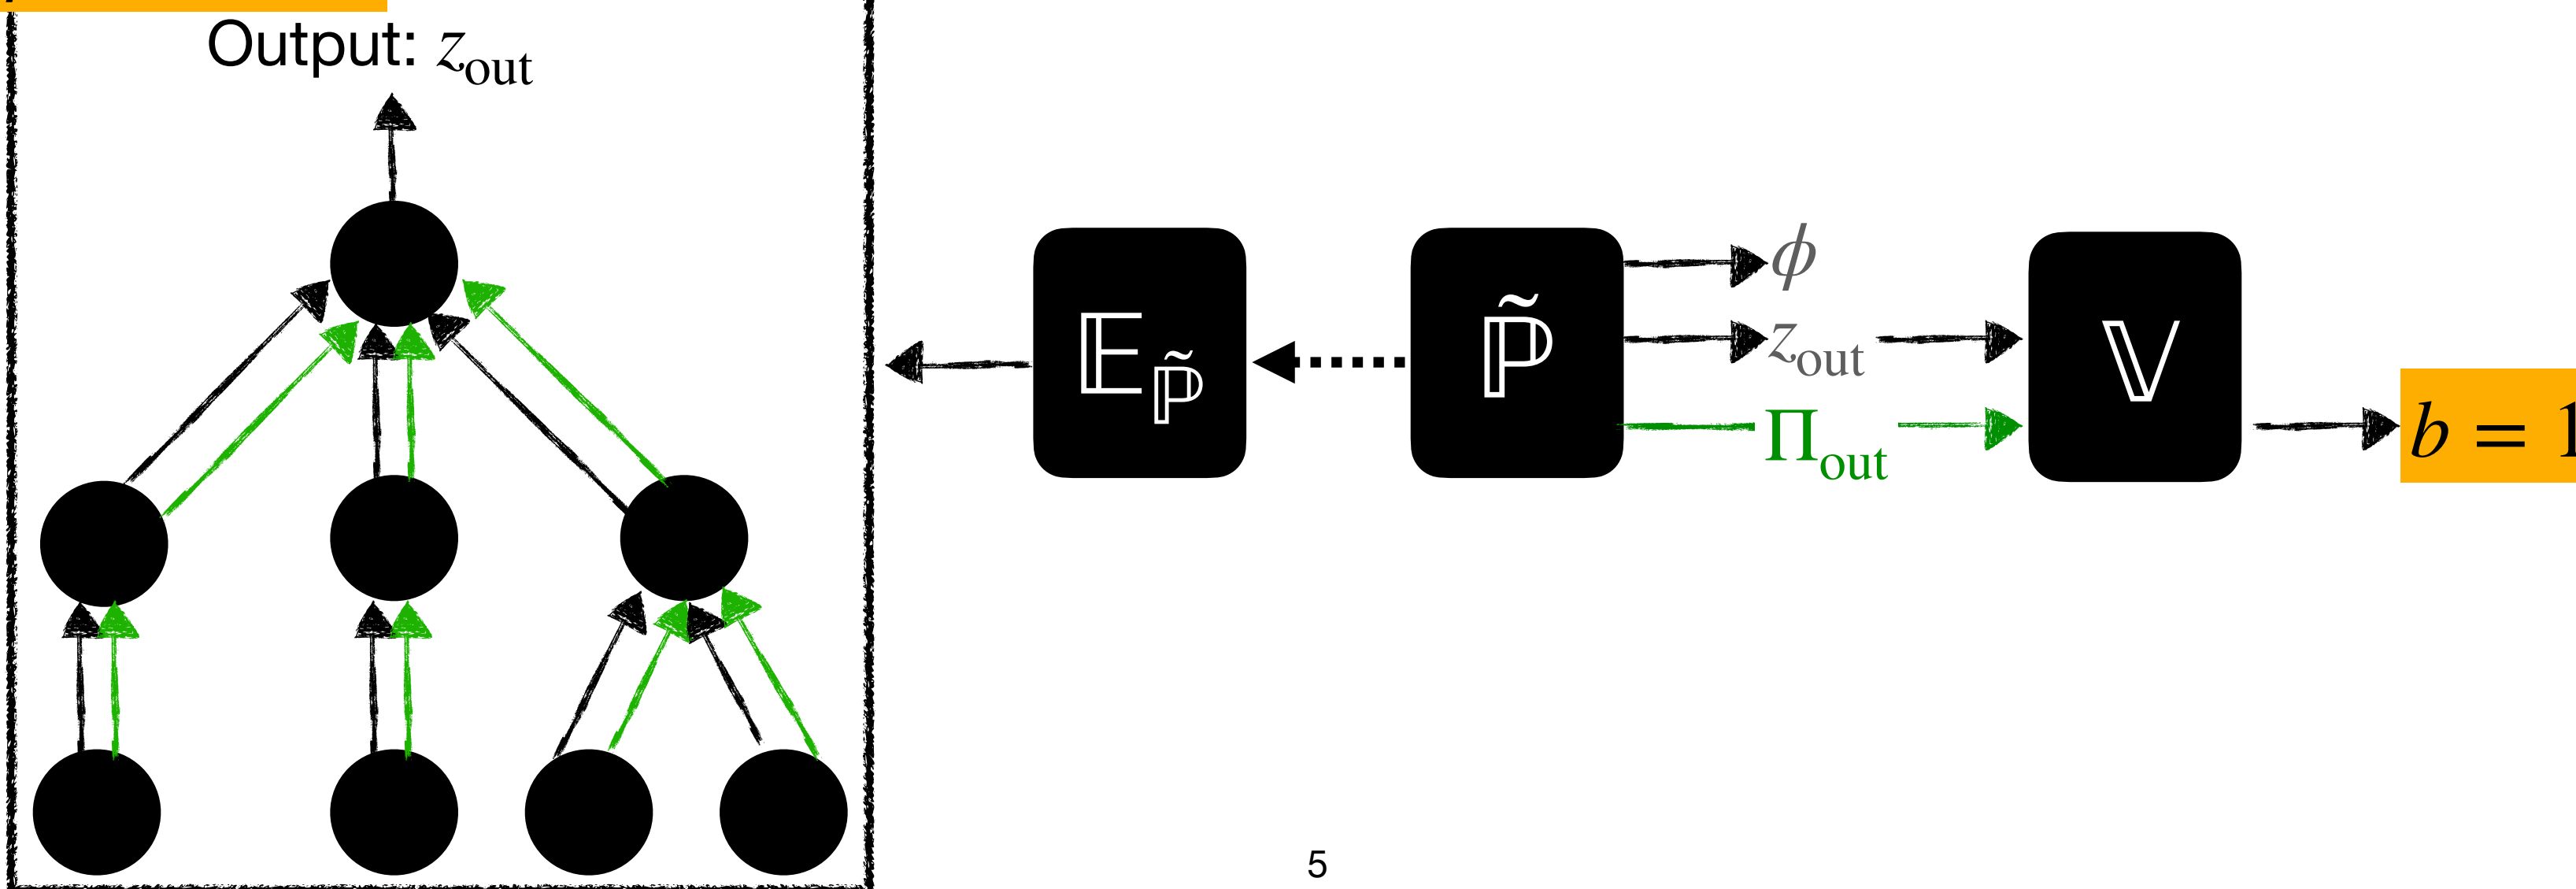 Output: z_out
𝔼_ℙ̃
ℙ̃
ϕ
z_out
Π_out
𝕍
b = 1
5